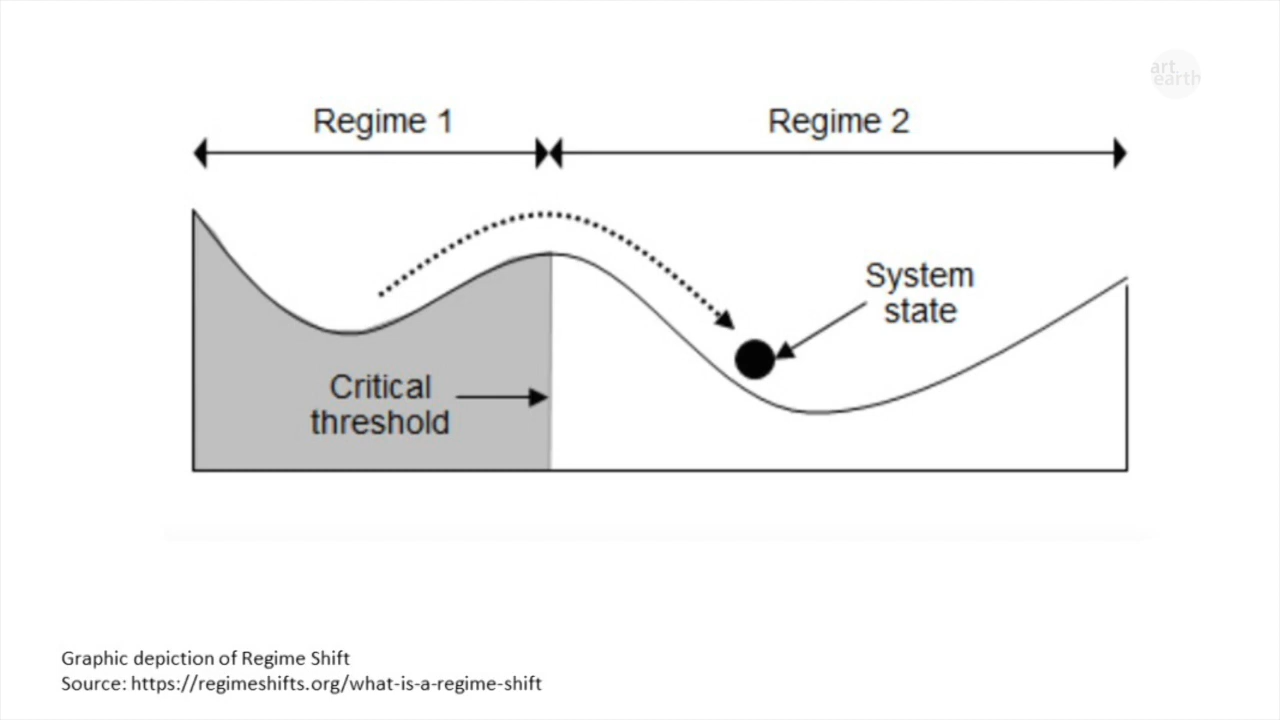 art
earth
Regime 1
Regime 2
System
state
Critical
threshold
Graphic depiction of Regime Shift
Source: https://regimeshifts.org/what-is-a-regime-shift